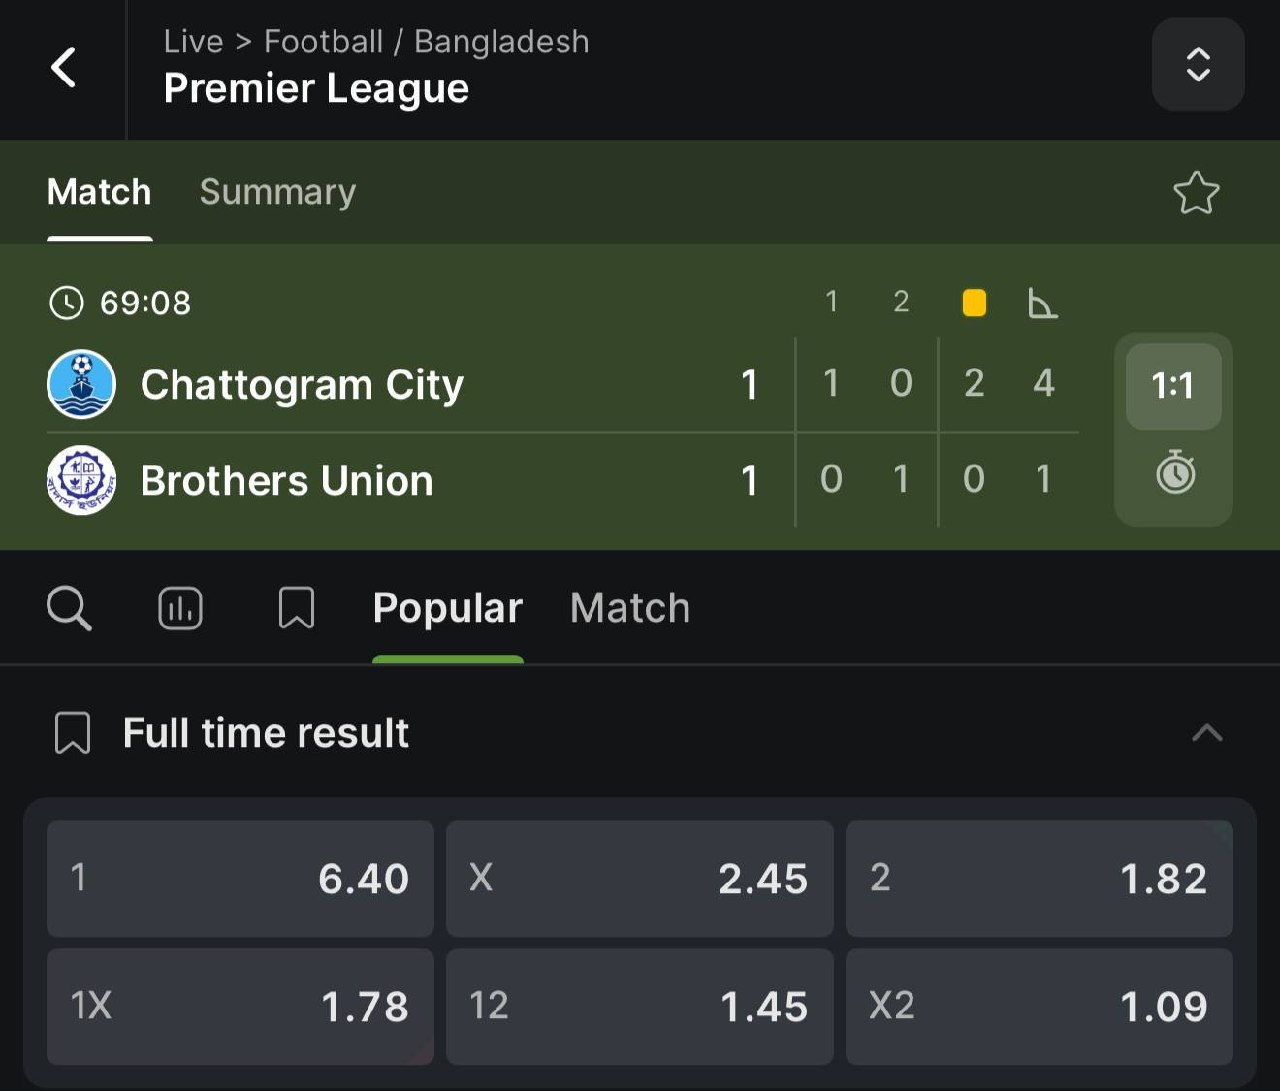 Live > Football / Bangladesh
Premier League
Match Summary
69:08 1 2
Chattogram City 1 1 0 2 4
1:1
Brothers Union 1 0 1 0 1
Popular Match
Full time result
1 6.40 X 2.45 2 1.82
1X 1.78 12 1.45 X2 1.09